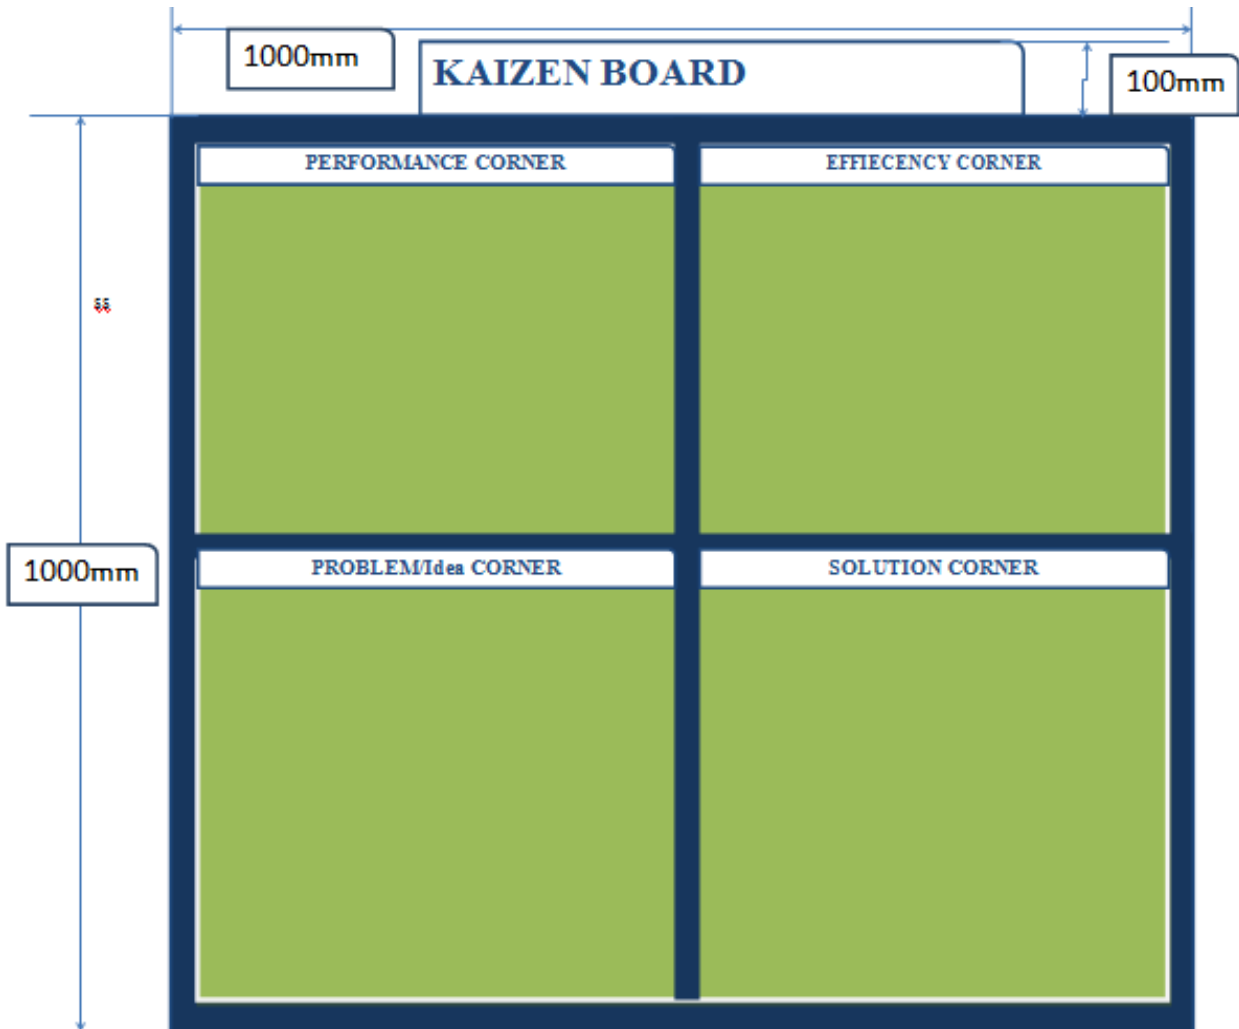 1000mm
KAIZEN BOARD
100mm
PERFORMANCE CORNER
EFFIECENCY CORNER
1000mm
PROBLEM/Idea CORNER
SOLUTION CORNER